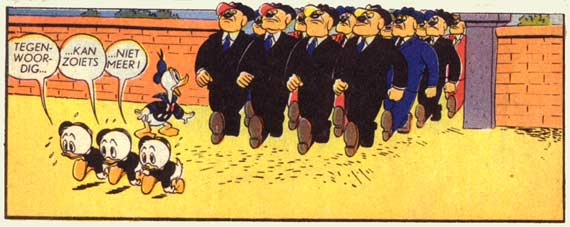 TEGEN-
WOOR-
DIG...
...KAN
ZOIETS
...NIET
MEER!